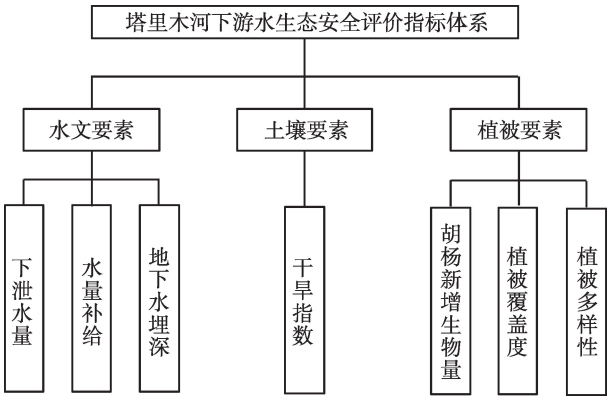 塔里木河下游水生态安全评价指标体系
水文要素
土壤要素
植被要素
下泄水量
水量补给
地下水埋深
干旱指数
胡杨新增生物量
植被覆盖度
植被多样性